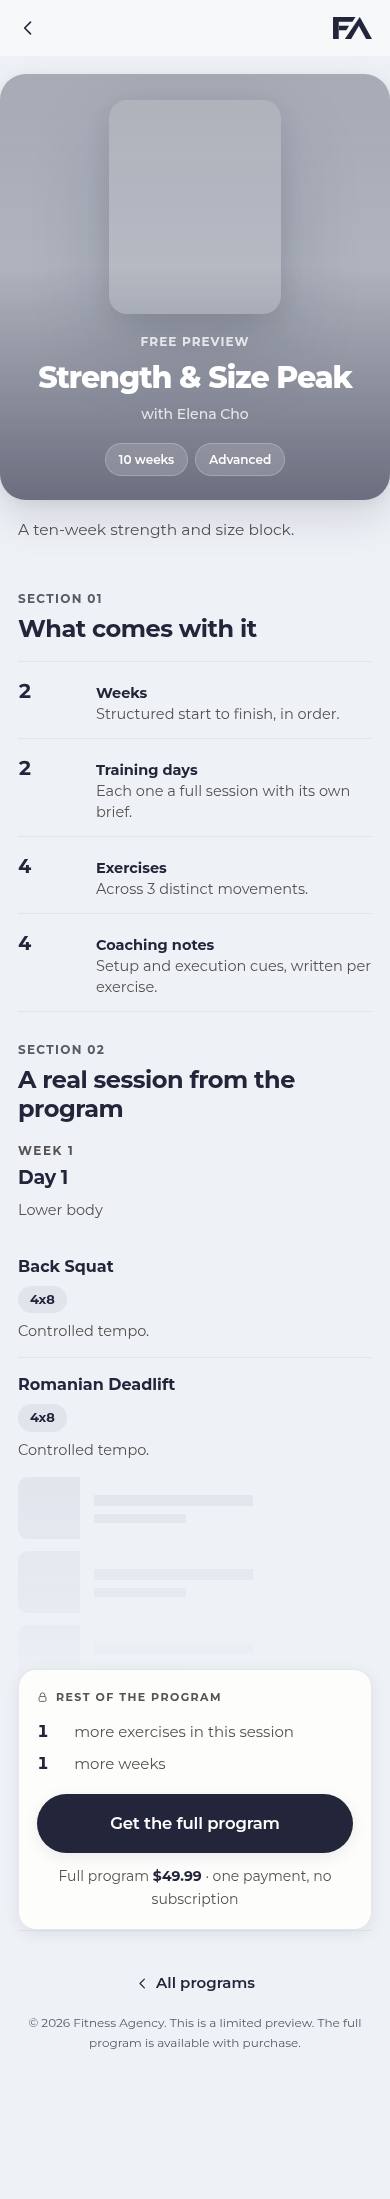 FA
FREE PREVIEW
Strength & Size Peak
with Elena Cho
10 weeks
Advanced
A ten-week strength and size block.
SECTION 01
What comes with it
2
Weeks
Structured start to finish, in order.
2
Training days
Each one a full session with its own
brief.
4
Exercises
Across 3 distinct movements.
4
Coaching notes
Setup and execution cues, written per
exercise.
SECTION 02
A real session from the
program
WEEK 1
Day 1
Lower body
Back Squat
4x8
Controlled tempo.
Romanian Deadlift
4x8
Controlled tempo.
REST OF THE PROGRAM
1 more exercises in this session
1 more weeks
Get the full program
Full program $49.99 · one payment, no
subscription
All programs
© 2026 Fitness Agency. This is a limited preview. The full
program is available with purchase.